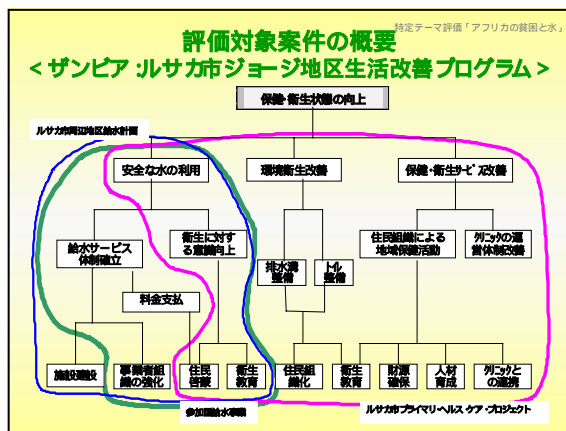 特定テーマ評価「アフリカの貧困と水」
評価対象案件の概要
<ザンビア:ルサカ市ジョージ地区生活改善プログラム>
保健・衛生状態の向上
ルサカ市周辺地区給水計画
安全な水の利用
環境衛生改善
保健・衛生サービス改善
給水サービス
体制確立
衛生に対す
る意識向上
排水溝
整備
トイレ
整備
住民組織による
地域保健活動
クリニックの運
営体制改善
料金支払
施設建設
事業者組
織の強化
住民
啓蒙
衛生
教育
住民組
織化
衛生
教育
財源
確保
人材
育成
クリニックと
の連携
参加型給水事業
ルサカ市プライマリーヘルスケア・プロジェクト